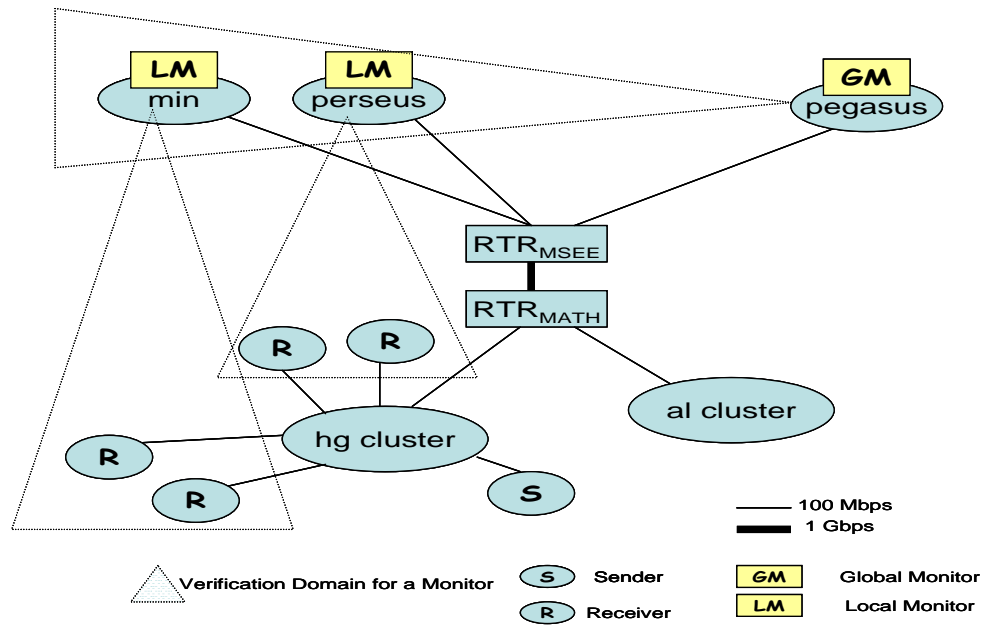 LM
LM
GM
min
perseus
pegasus
RTRMSEE
RTRMATH
R
R
al cluster
hg cluster
R
R
S
100 Mbps
1 Gbps
Verification Domain for a Monitor
S Sender
GM Global Monitor
R Receiver
LM Local Monitor